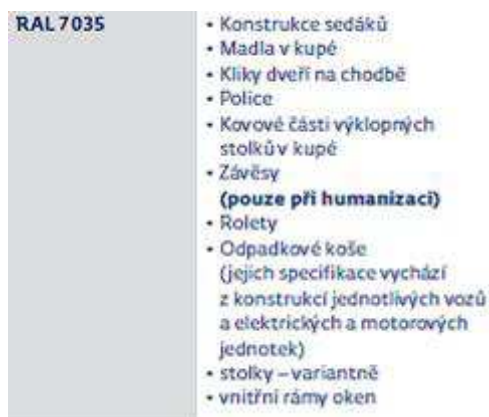 RAL 7035
• Konstrukce sedáků
• Madla v kupé
• Kliky dveří na chodbě
• Police
• Kovové části výklopných
stolků v kupé
• Závěsy
(pouze při humanizaci)
• Rolety
• Odpadkové koše
(jejich specifikace vychází
z konstrukcí jednotlivých vozů
a elektrických a motorových
jednotek)
• stolky – variantně
• vnitřní rámy oken